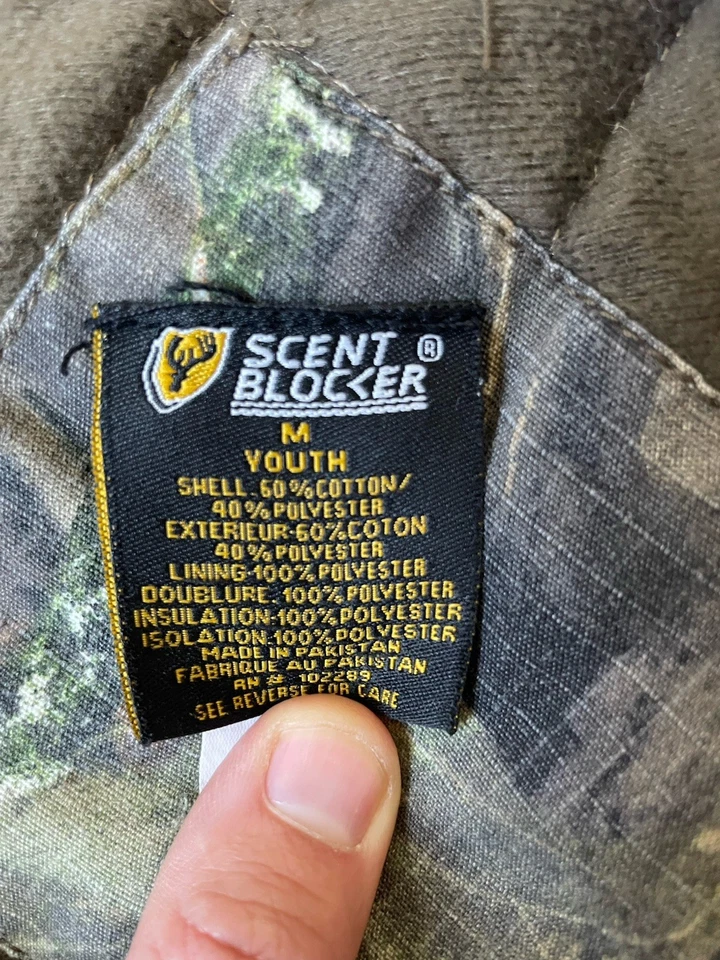 SCENT ®
BLOCKER
M
YOUTH
SHELL. 60%COTTON/
40%POLYESTER
EXTERIEUR-60%COTON
40%POLYESTER
LINING-100%POLYESTER
DOUBLURE. 100%POLYESTER
INSULATION-100%POLYESTER
ISOLATION-100%POLYESTER
MADE IN PAKISTAN
FABRIQUE AU PAKISTAN
RN # 102289
SEE REVERSE FOR CARE